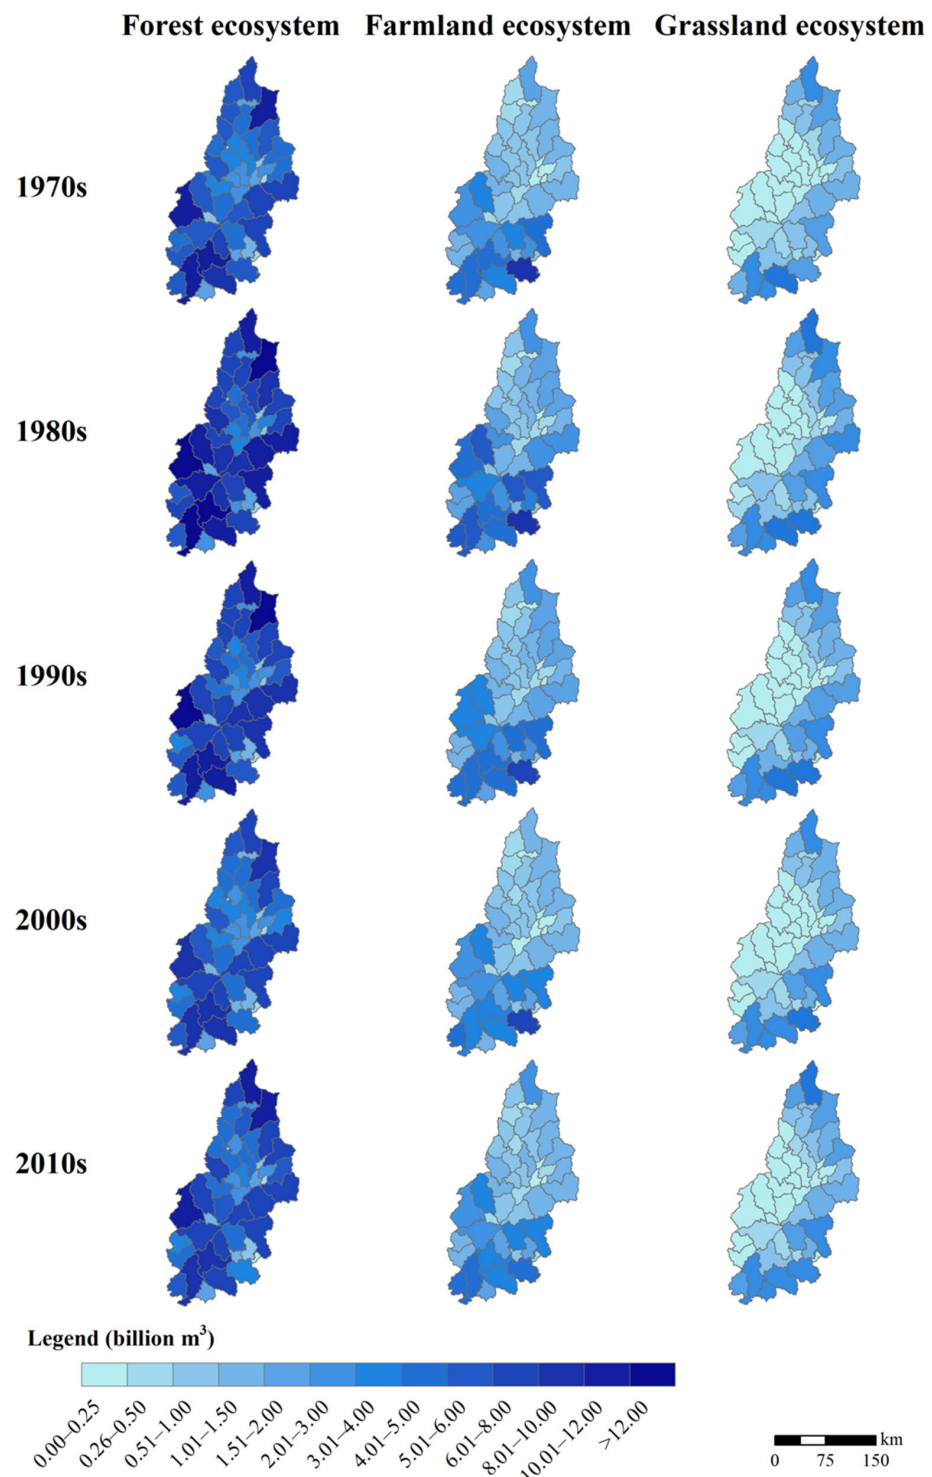 Forest ecosystem Farmland ecosystem Grassland ecosystem
1970s
1980s
1990s
2000s
2010s
Legend (billion m³)
0.00–0.25 0.26–0.50 0.51–1.00 1.01–1.50 1.51–2.00 2.01–3.00 3.01–4.00 4.01–5.00 5.01–6.00 6.01–8.00 8.01–10.00 10.01–12.00 >12.00
km
0 75 150